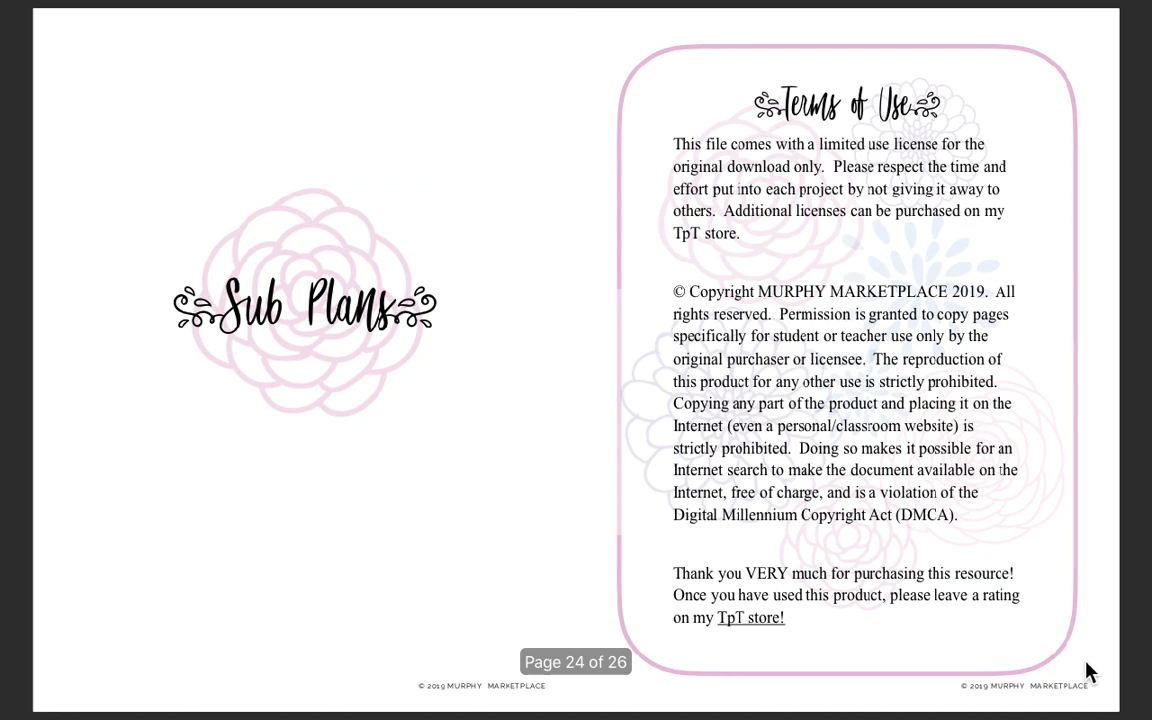 Sub Plans
Terms of Use
This file comes with a limited use license for the
original download only.  Please respect the time and
effort put into each project by not giving it away to
others.  Additional licenses can be purchased on my
TpT store.
© Copyright MURPHY MARKETPLACE 2019.  All
rights reserved.  Permission is granted to copy pages
specifically for student or teacher use only by the
original purchaser or licensee.  The reproduction of
this product for any other use is strictly prohibited.
Copying any part of the product and placing it on the
Internet (even a personal/classroom website) is
strictly prohibited.  Doing so makes it possible for an
Internet search to make the document available on the
Internet, free of charge, and is a violation of the
Digital Millennium Copyright Act (DMCA).
Thank you VERY much for purchasing this resource!
Once you have used this product, please leave a rating
on my TpT store!
Page 24 of 26
© 2019 MURPHY MARKETPLACE
© 2019 MURPHY MARKETPLACE